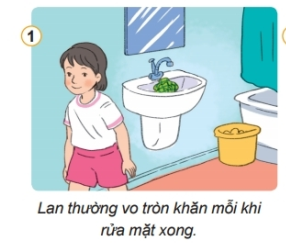 1
Lan thường vo tròn khăn mỗi khi
rửa mặt xong.